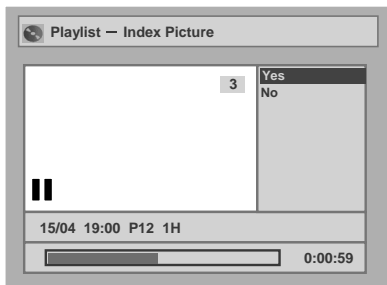 Playlist — Index Picture
3
Yes
No
15/04 19:00 P12 1H
0:00:59